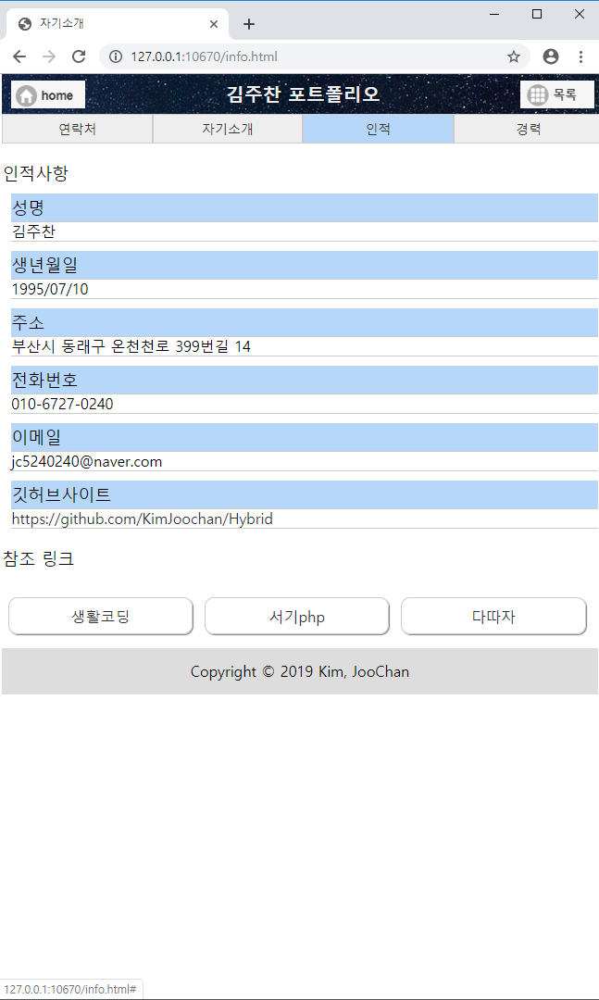 자기소개
127.0.0.1:10670/info.html
home 김주찬 포트폴리오 목록
연락처 자기소개 인적 경력
인적사항
성명
김주찬
생년월일
1995/07/10
주소
부산시 동래구 온천천로 399번길 14
전화번호
010-6727-0240
이메일
jc5240240@naver.com
깃허브사이트
https://github.com/KimJoochan/Hybrid
참조 링크
생활코딩 서기php 다따자
Copyright © 2019 Kim, JooChan
127.0.0.1:10670/info.html#